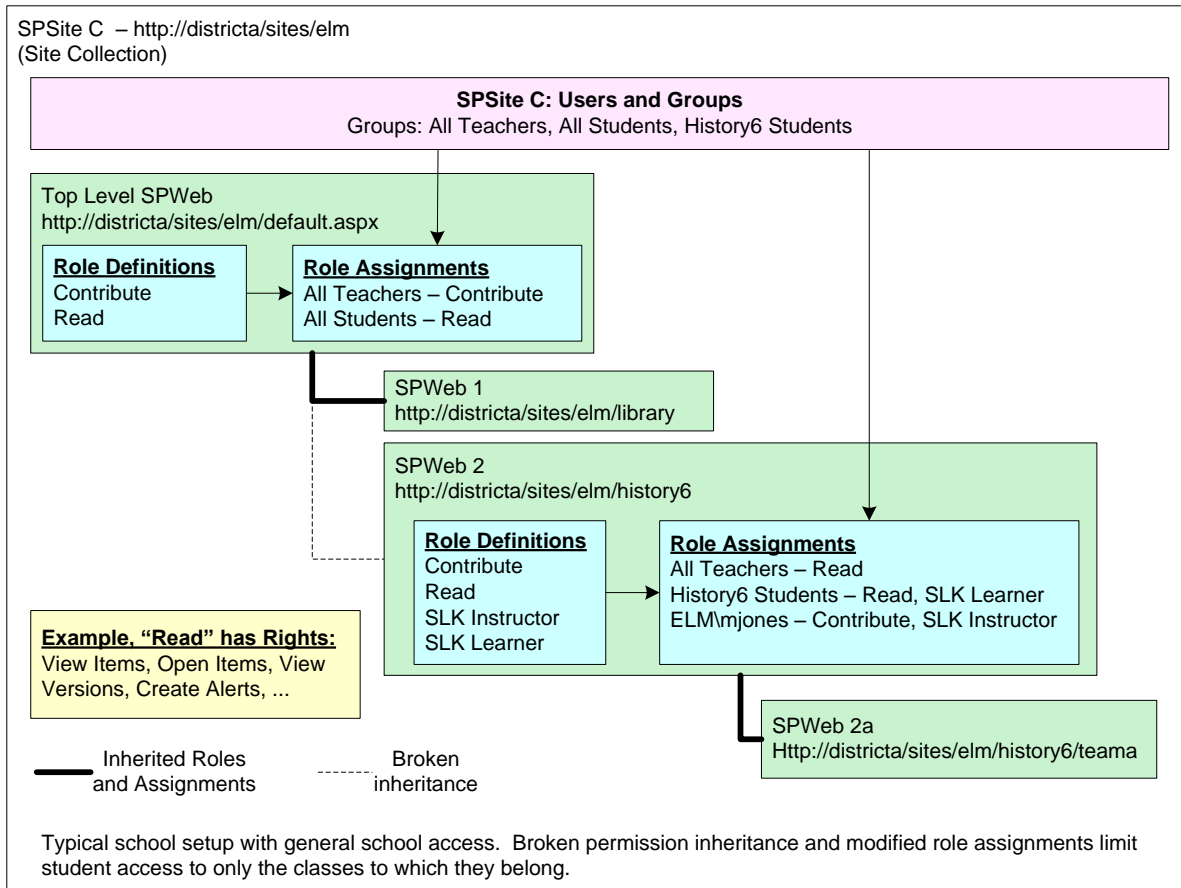 SPSite C – http://districta/sites/elm
(Site Collection)
SPSite C: Users and Groups
Groups: All Teachers, All Students, History6 Students
Top Level SPWeb
http://districta/sites/elm/default.aspx
Role Definitions
Contribute
Read
Role Assignments
All Teachers – Contribute
All Students – Read
SPWeb 1
http://districta/sites/elm/library
SPWeb 2
http://districta/sites/elm/history6
Role Definitions
Contribute
Read
SLK Instructor
SLK Learner
Role Assignments
All Teachers – Read
History6 Students – Read, SLK Learner
ELM\mjones – Contribute, SLK Instructor
Example, “Read” has Rights:
View Items, Open Items, View
Versions, Create Alerts, ...
SPWeb 2a
Http://districta/sites/elm/history6/teama
Inherited Roles
and Assignments
Broken
inheritance
Typical school setup with general school access.  Broken permission inheritance and modified role assignments limit
student access to only the classes to which they belong.